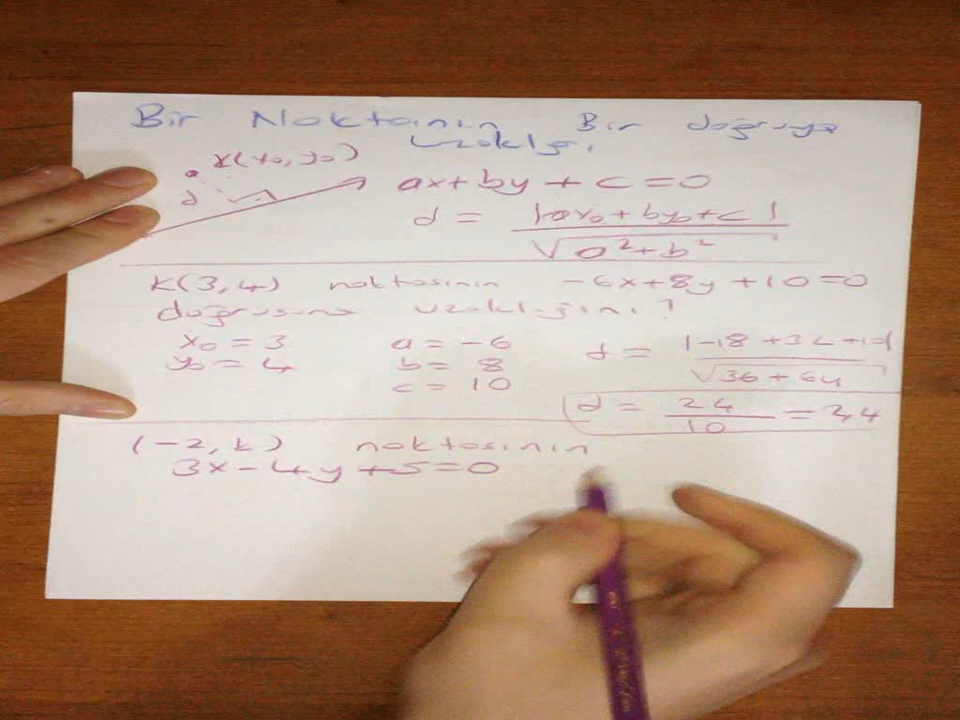 Bir Noktanın Bir doğruya
uzaklığı
K(x0, y0)
d
ax+by+c=0
d = |ax0+by0+c| / √a²+b²
K(3,4) noktasının -6x+8y+10=0
doğrusuna uzaklığını?
x0 = 3
y0 = 4
a = -6
b = 8
c = 10
d = |-18+32+10| / √36+64
d = 24/10 = 2,4
(-2, k) noktasının
3x-4y+5=0